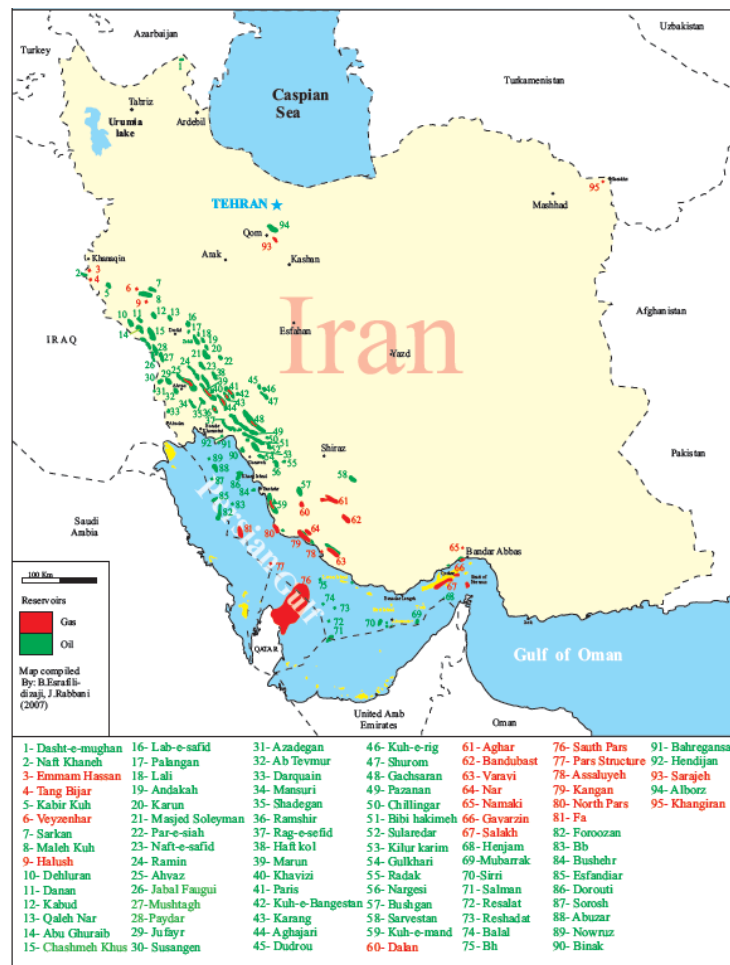 Uzbakistan
Azarbaijan
Turkey
Turkamenistan
Caspian
Sea
Tabriz
Urumia
lake
Ardebil
Mashhad
TEHRAN
Qom
94
93
95
Khanaqin
Arak
Kashan
Iran
Afghanistan
IRAQ
Esfahan
Yazd
Shiraz
Pakistan
Saudi
Arabia
Persian Gulf
Bandar Abbas
100 Km
Reservoirs
Gas
Oil
QATAR
Gulf of Oman
Map compiled
By: B.Esrafili-
dizaji, J.Rabbani
(2007)
United Arab
Emirates
Oman
1- Dasht-e-mughan
2- Naft Khaneh
3- Emmam Hassan
4- Tang Bijar
5- Kabir Kuh
6- Veyzenhar
7- Sarkan
8- Maleh Kuh
9- Halush
10- Dehluran
11- Danan
12- Kabud
13- Qaleh Nar
14- Abu Ghuraib
15- Chashmeh Khus
16- Lab-e-safid
17- Palangan
18- Lali
19- Andakah
20- Karun
21- Masjed Soleyman
22- Par-e-siah
23- Naft-e-safid
24- Ramin
25- Ahvaz
26- Jabal Faugui
27- Mushtagh
28- Paydar
29- Jufayr
30- Susangen
31- Azadegan
32- Ab Tevmur
33- Darquain
34- Mansuri
35- Shadegan
36- Ramshir
37- Rag-e-sefid
38- Haft kol
39- Marun
40- Khavizi
41- Paris
42- Kuh-e-Bangestan
43- Karang
44- Aghajari
45- Dudrou
46- Kuh-e-rig
47- Shurom
48- Gachsaran
49- Pazanan
50- Chillingar
51- Bibi hakimeh
52- Sularedar
53- Kilur karim
54- Gulkhari
55- Radak
56- Nargesi
57- Bushgan
58- Sarvestan
59- Kuh-e-mand
60- Dalan
61- Aghar
62- Bandubast
63- Varavi
64- Nar
65- Namaki
66- Gavarzin
67- Salakh
68- Henjam
69- Mubarrak
70- Sirri
71- Salman
72- Resalat
73- Reshadat
74- Balal
75- Bh
76- Sauth Pars
77- Pars Structure
78- Assaluyeh
79- Kangan
80- North Pars
81- Fa
82- Foroozan
83- Bb
84- Bushehr
85- Esfandiar
86- Dorouti
87- Sorosh
88- Abuzar
89- Nowruz
90- Binak
91- Bahregansa
92- Hendijan
93- Sarajeh
94- Alborz
95- Khangiran